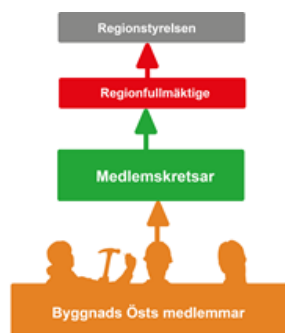 Regionstyrelsen
Regionfullmäktige
Medlemskretsar
Byggnads Östs medlemmar